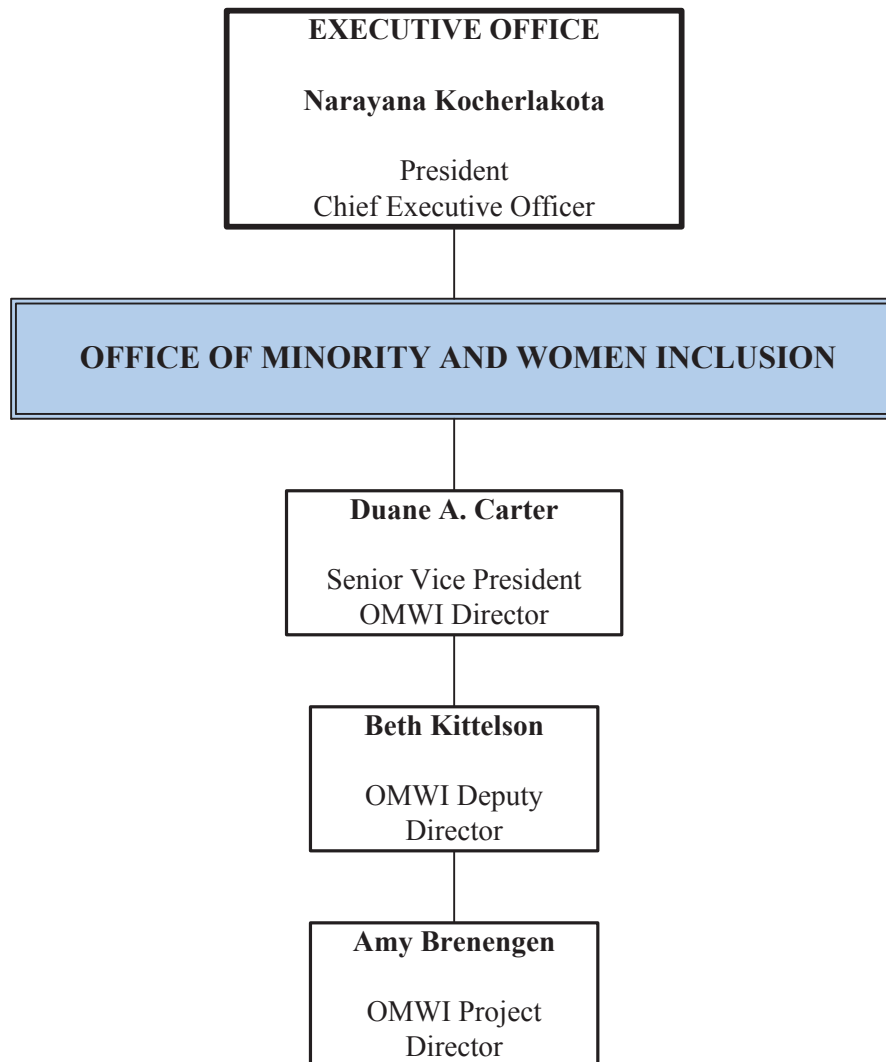 EXECUTIVE OFFICE
Narayana Kocherlakota
President
Chief Executive Officer
OFFICE OF MINORITY AND WOMEN INCLUSION
Duane A. Carter
Senior Vice President
OMWI Director
Beth Kittelson
OMWI Deputy
Director
Amy Brenengen
OMWI Project
Director